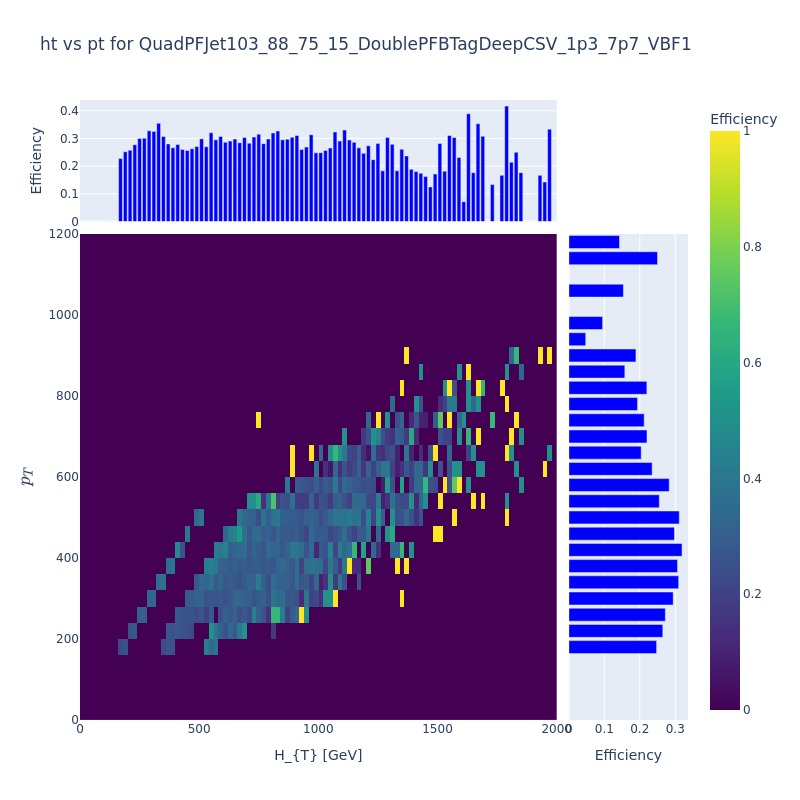 ht vs pt for QuadPFJet103_88_75_15_DoublePFBTagDeepCSV_1p3_7p7_VBF1
Efficiency
0.4
0.3
0.2
0.1
0
Efficiency
1
0.8
0.6
0.4
0.2
0
p_T
1200
1000
800
600
400
200
0
0 500 1000 1500 2000
H_{T} [GeV]
0 0.1 0.2 0.3
Efficiency